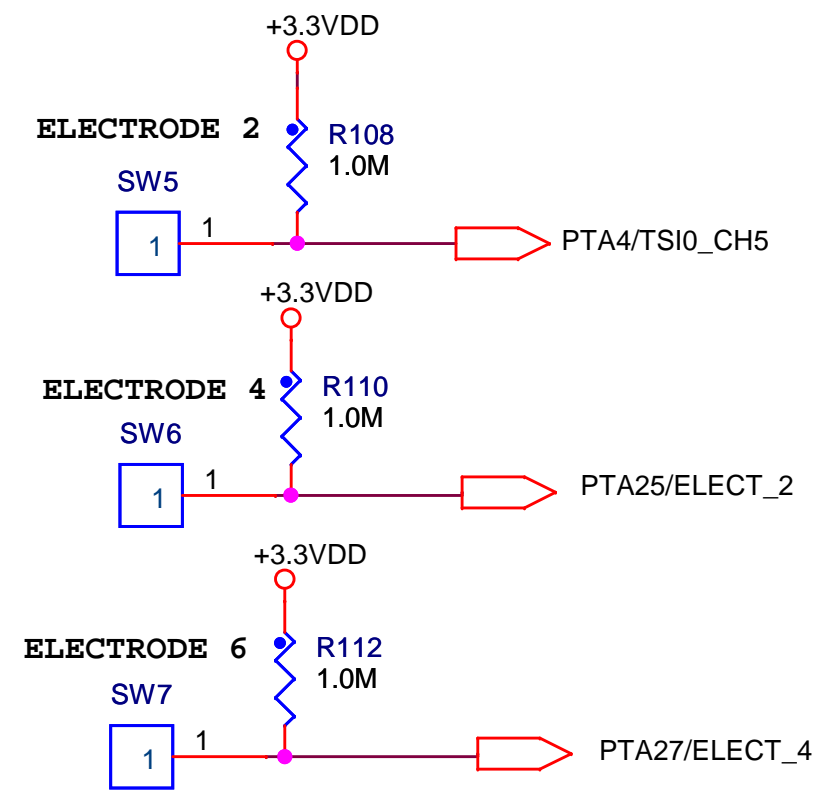 +3.3VDD
ELECTRODE 2
R108
1.0M
SW5
1
1
PTA4/TSI0_CH5
+3.3VDD
ELECTRODE 4
R110
1.0M
SW6
1
1
PTA25/ELECT_2
+3.3VDD
ELECTRODE 6
R112
1.0M
SW7
1
1
PTA27/ELECT_4